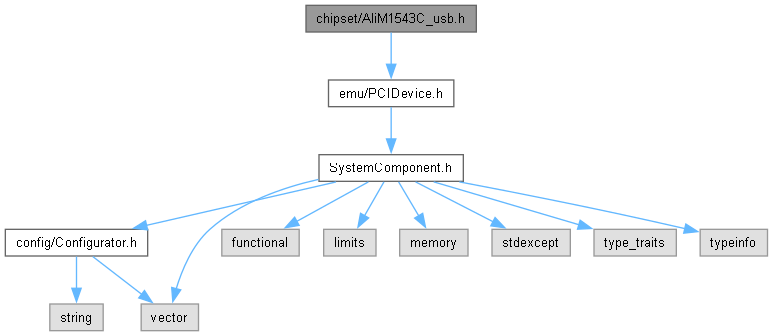 chipset/AliM1543C_usb.h
emu/PCIDevice.h
SystemComponent.h
config/Configurator.h
functional
limits
memory
stdexcept
type_traits
typeinfo
string
vector